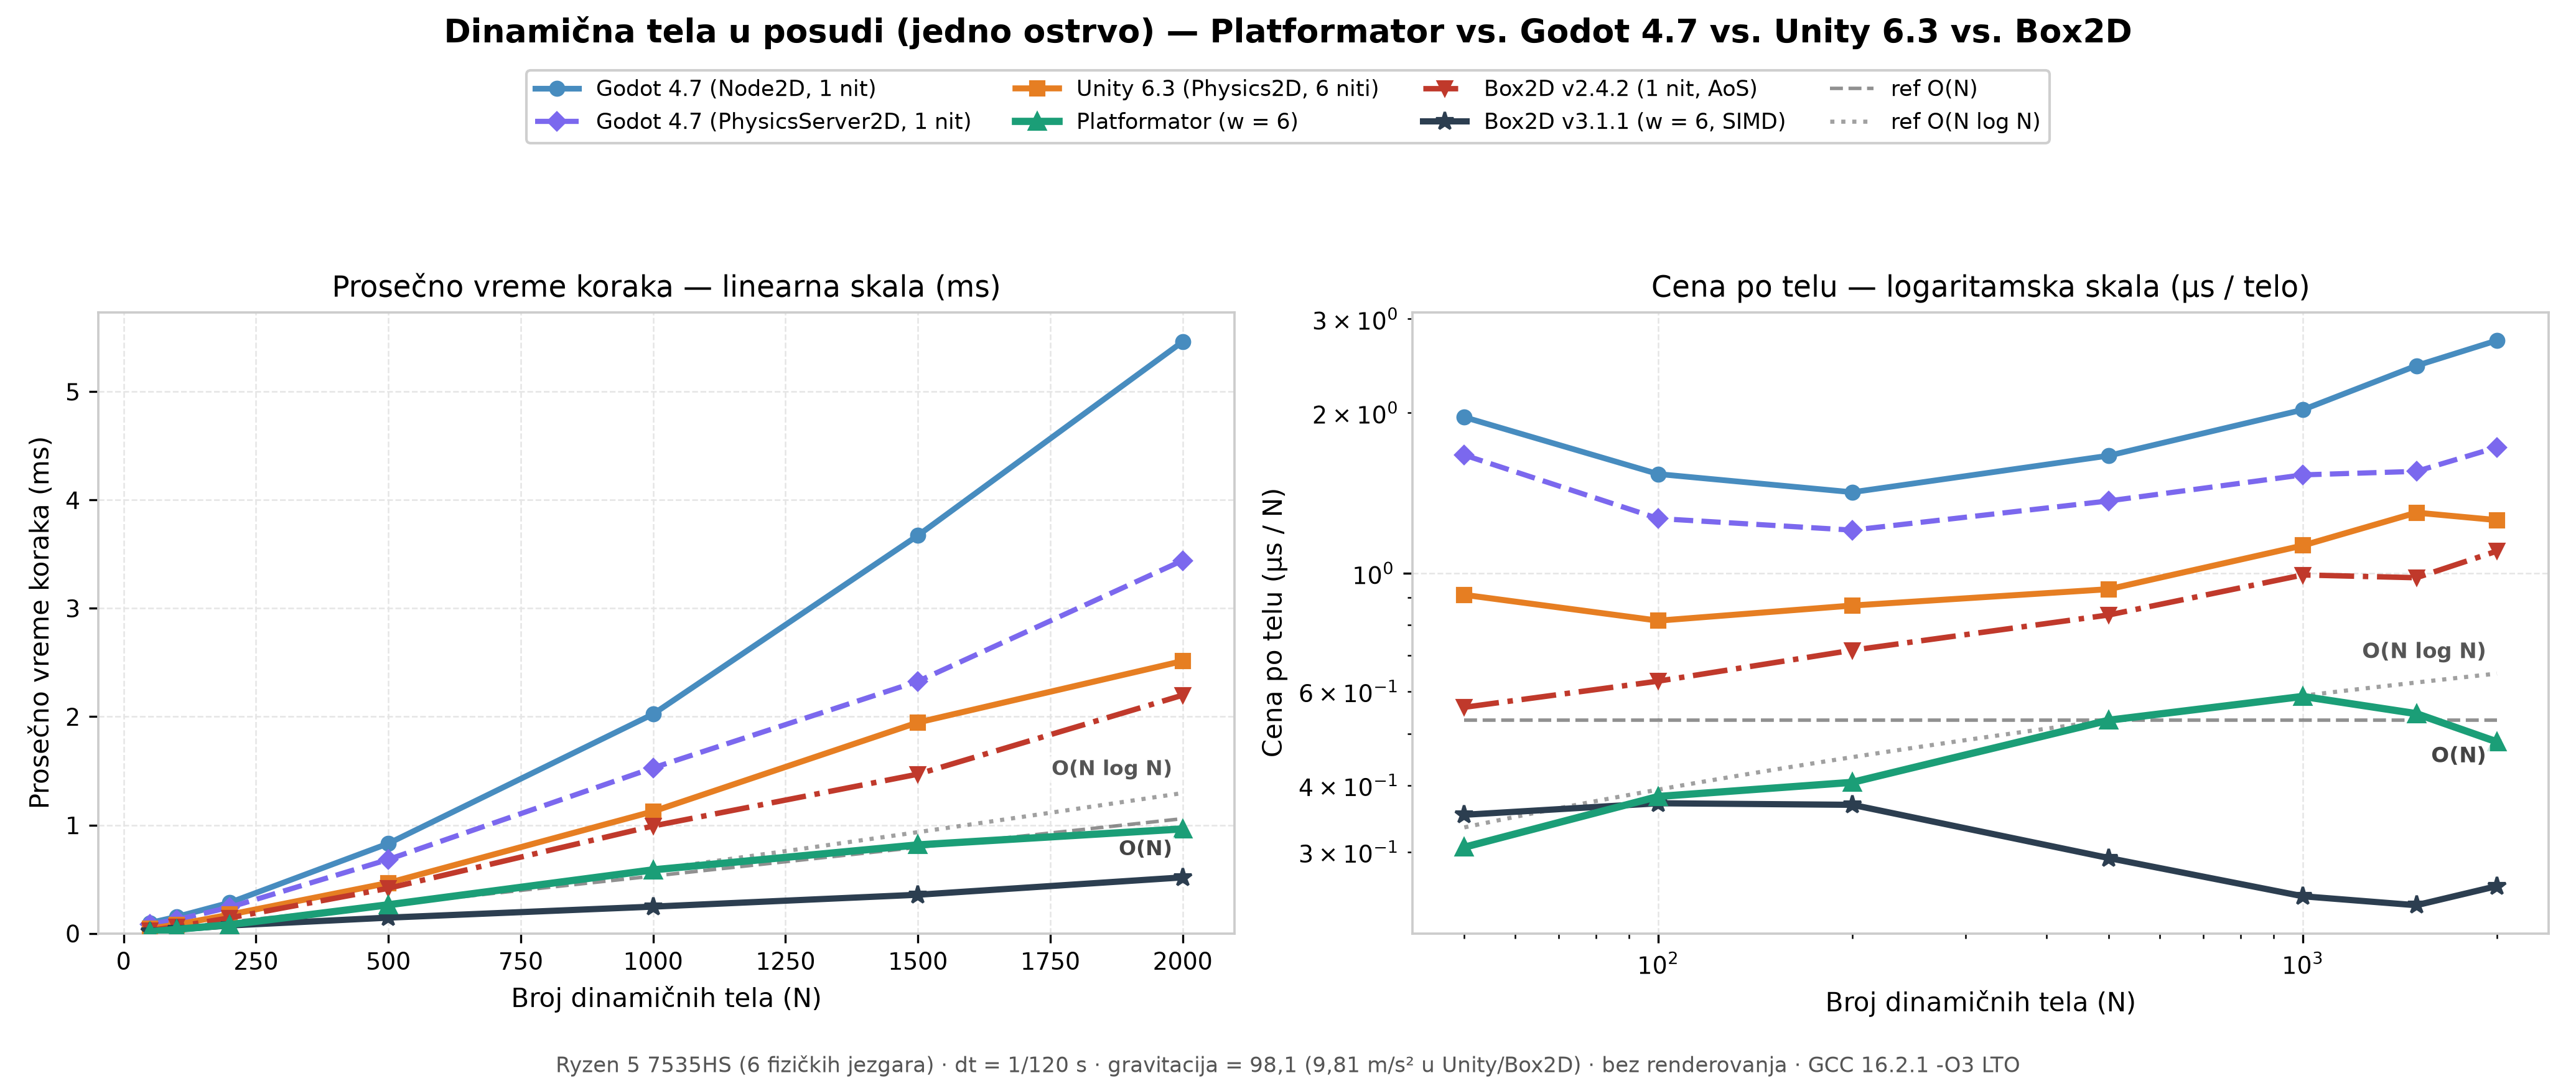 Dinamična tela u posudi (jedno ostrvo) — Platformator vs. Godot 4.7 vs. Unity 6.3 vs. Box2D
Godot 4.7 (Node2D, 1 nit)
Godot 4.7 (PhysicsServer2D, 1 nit)
Unity 6.3 (Physics2D, 6 niti)
Platformator (w = 6)
Box2D v2.4.2 (1 nit, AoS)
Box2D v3.1.1 (w = 6, SIMD)
ref O(N)
ref O(N log N)
Prosečno vreme koraka — linearna skala (ms)
Prosečno vreme koraka (ms)
5
4
3
2
1
0
O(N log N)
O(N)
0 250 500 750 1000 1250 1500 1750 2000
Broj dinamičnih tela (N)
Cena po telu — logaritamska skala (µs / telo)
Cena po telu (µs / N)
3 × 10⁰
2 × 10⁰
10⁰
6 × 10⁻¹
4 × 10⁻¹
3 × 10⁻¹
O(N log N)
O(N)
10² 10³
Broj dinamičnih tela (N)
Ryzen 5 7535HS (6 fizičkih jezgara) · dt = 1/120 s · gravitacija = 98,1 (9,81 m/s² u Unity/Box2D) · bez renderovanja · GCC 16.2.1 -O3 LTO